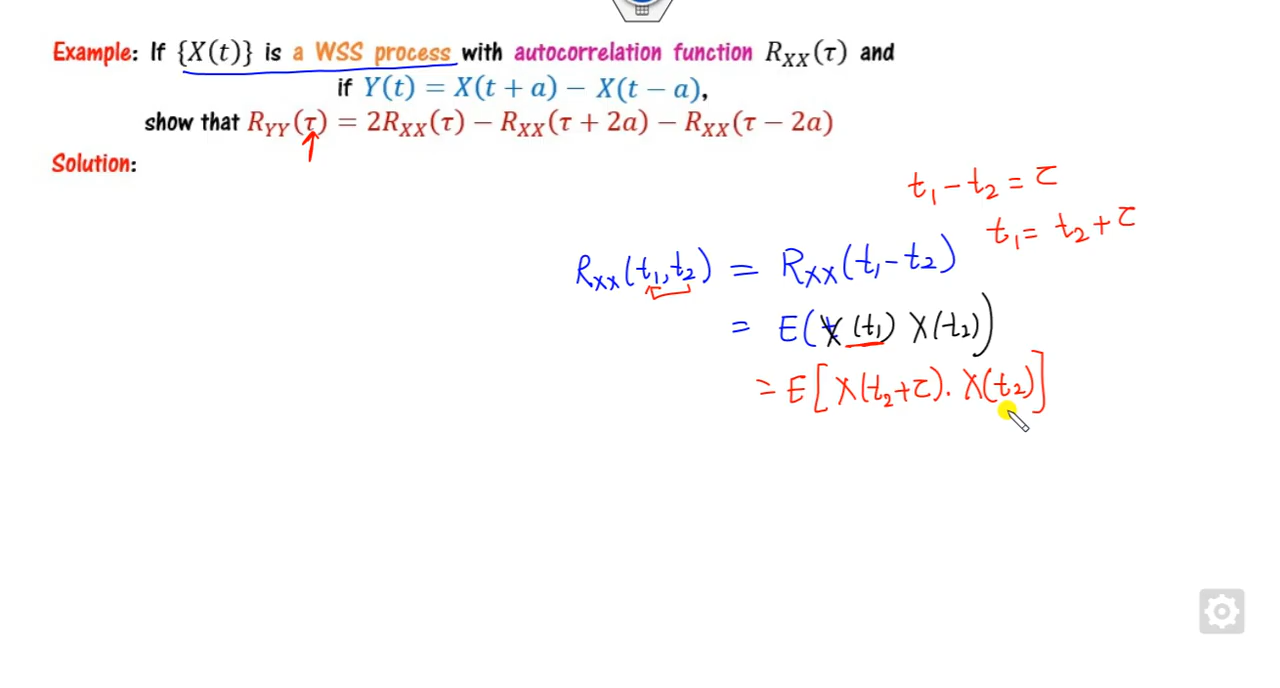 Example: If {X(t)} is a WSS process with autocorrelation function R_XX(τ) and
if Y(t) = X(t + a) − X(t − a),
show that R_YY(τ) = 2R_XX(τ) − R_XX(τ + 2a) − R_XX(τ − 2a)
Solution:
t₁ − t₂ = τ
t₁ = t₂ + τ
R_XX(t₁, t₂) = R_XX(t₁ − t₂)
= E(X(t₁) X(t₂))
= E[X(t₂ + τ). X(t₂)]